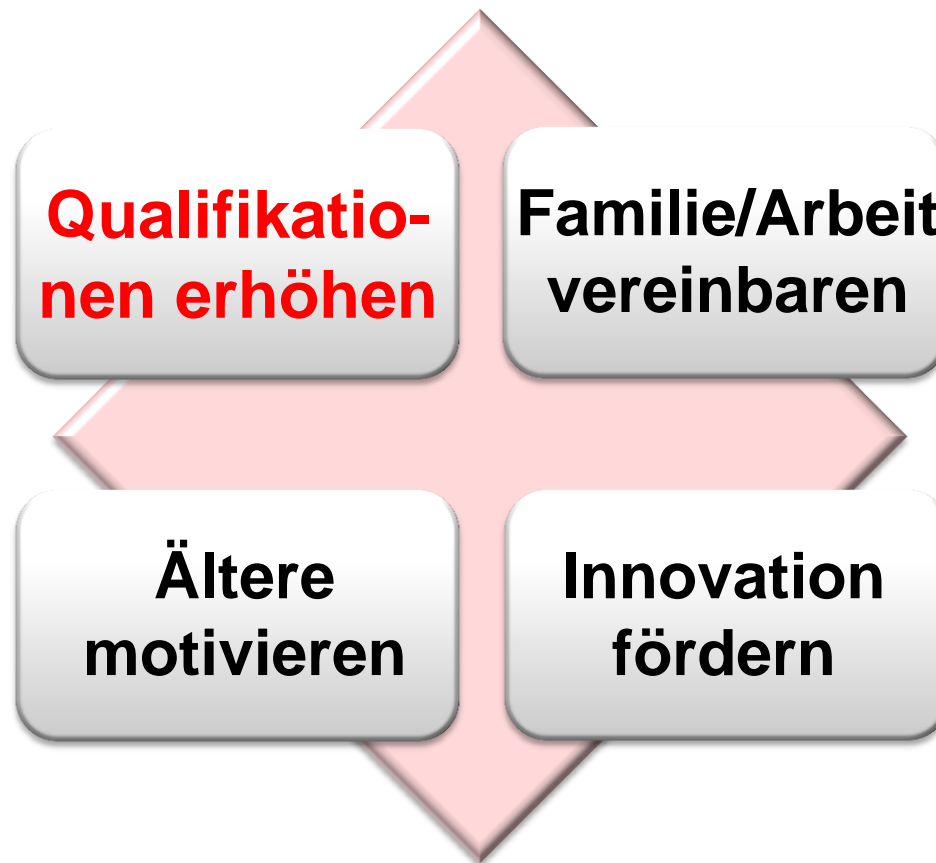 Qualifikatio-
nen erhöhen
Familie/Arbeit
vereinbaren
Ältere
motivieren
Innovation
fördern